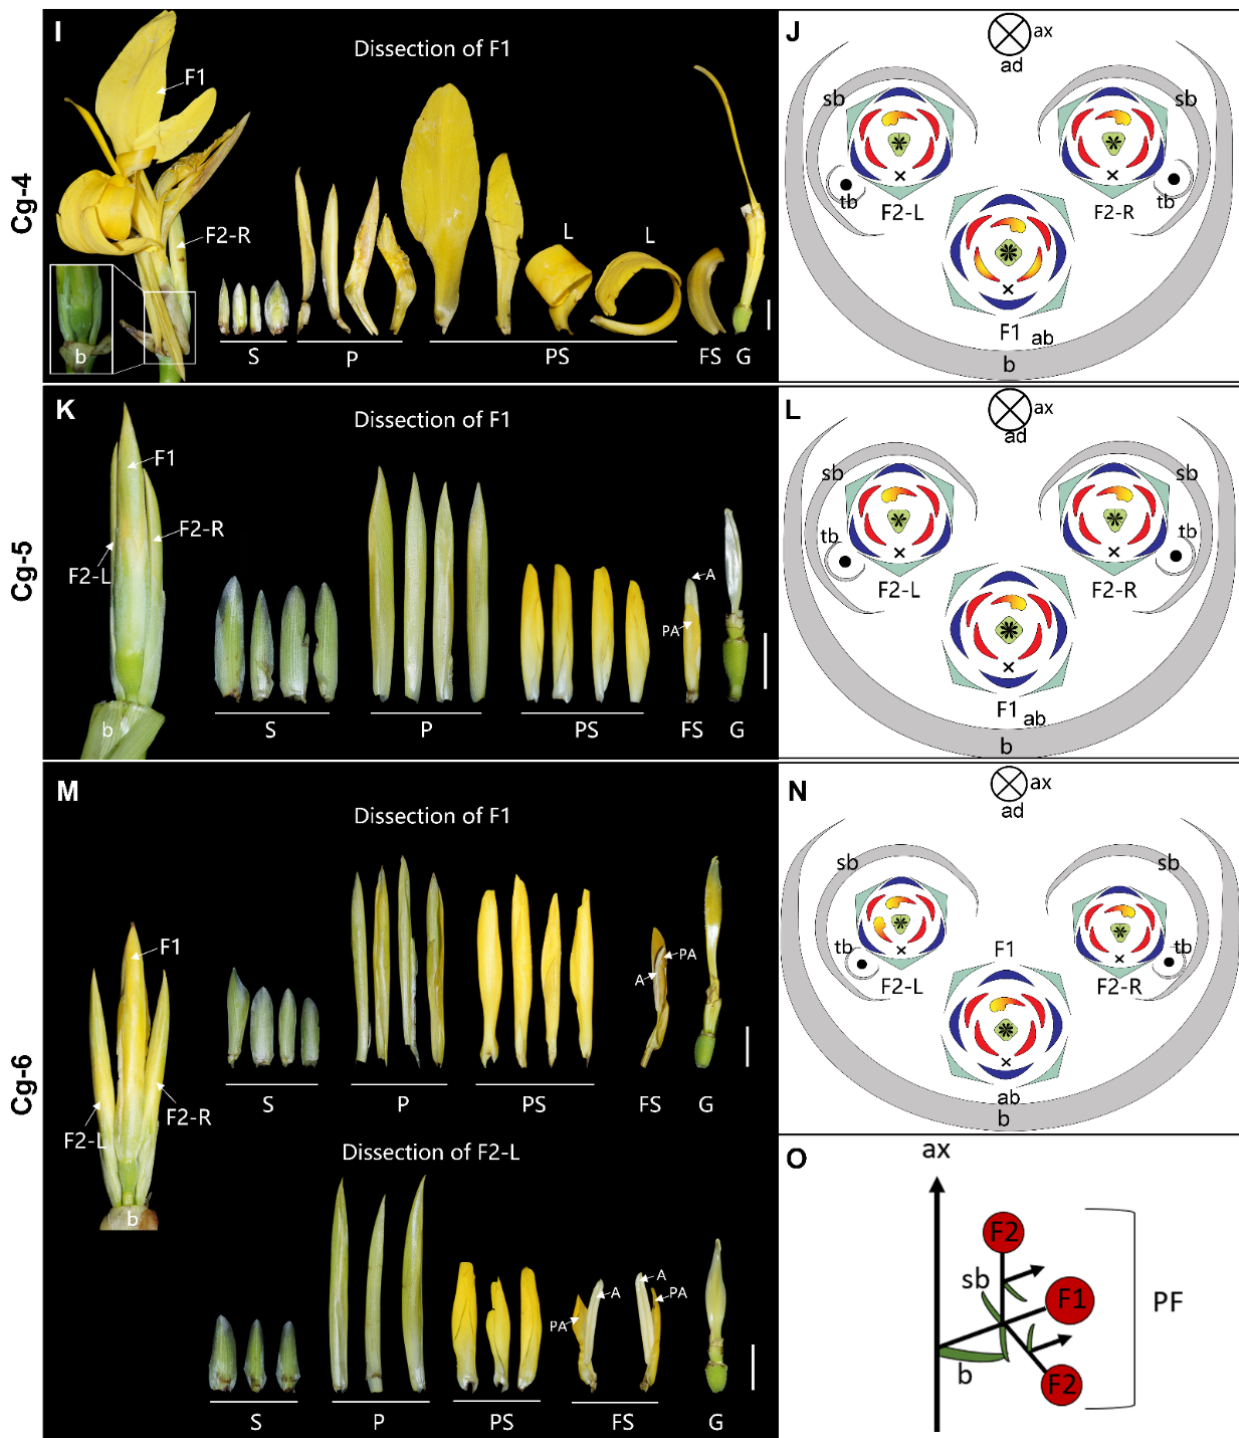 Cg-4
I
Dissection of F1
F1
F2-R
b
L
L
S
P
PS
FS
G
J
ax
ad
sb
sb
tb
tb
F2-L
F2-R
F1
ab
b
Cg-5
K
Dissection of F1
F1
F2-R
F2-L
b
A
PA
S
P
PS
FS
G
L
ax
ad
sb
sb
tb
tb
F2-L
F2-R
F1
ab
b
Cg-6
M
Dissection of F1
F1
F2-R
F2-L
b
PA
A
S
P
PS
FS
G
Dissection of F2-L
A
A
PA
PA
S
P
PS
FS
G
N
ax
ad
sb
sb
tb
tb
F1
F2-L
F2-R
ab
b
O
ax
F2
sb
F1
PF
b
F2